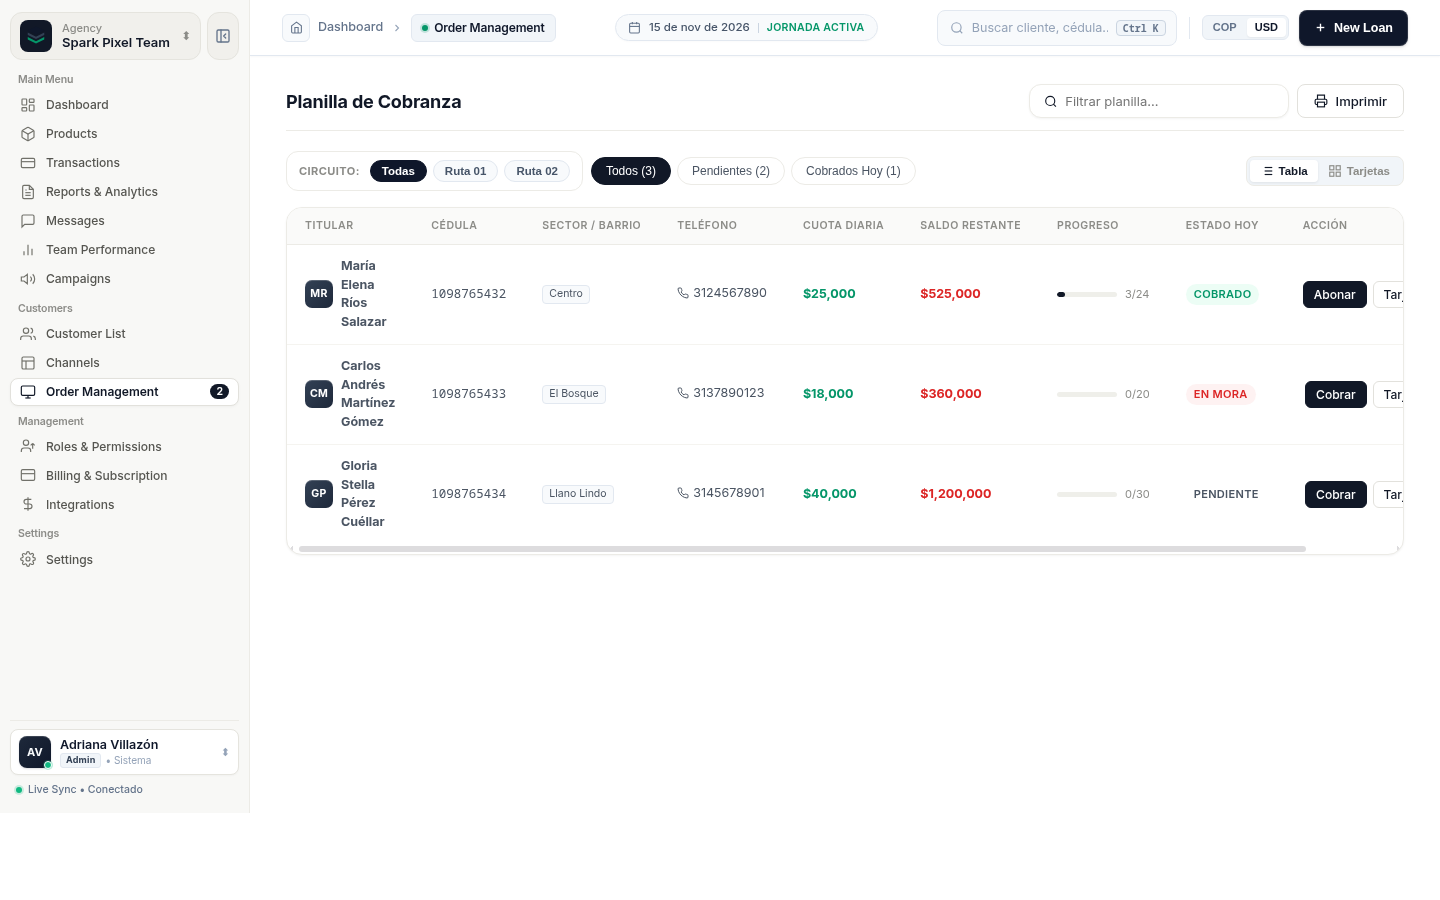 Agency
Spark Pixel Team
Main Menu
Dashboard
Products
Transactions
Reports & Analytics
Messages
Team Performance
Campaigns
Customers
Customer List
Channels
Order Management 2
Management
Roles & Permissions
Billing & Subscription
Integrations
Settings
Settings
AV
Adriana Villazón
Admin • Sistema
Live Sync • Conectado
Dashboard › Order Management
15 de nov de 2026 | JORNADA ACTIVA
Buscar cliente, cédula.. Ctrl K
COP USD
+ New Loan
Planilla de Cobranza
Filtrar planilla...
Imprimir
CIRCUITO: Todas Ruta 01 Ruta 02
Todos (3) Pendientes (2) Cobrados Hoy (1)
Tabla Tarjetas
TITULAR CÉDULA SECTOR / BARRIO TELÉFONO CUOTA DIARIA SALDO RESTANTE PROGRESO ESTADO HOY ACCIÓN
MR
María
Elena
Ríos
Salazar
1098765432 Centro 3124567890 $25,000 $525,000 3/24 COBRADO Abonar Tarj
CM
Carlos
Andrés
Martínez
Gómez
1098765433 El Bosque 3137890123 $18,000 $360,000 0/20 EN MORA Cobrar Tarj
GP
Gloria
Stella
Pérez
Cuéllar
1098765434 Llano Lindo 3145678901 $40,000 $1,200,000 0/30 PENDIENTE Cobrar Tarj